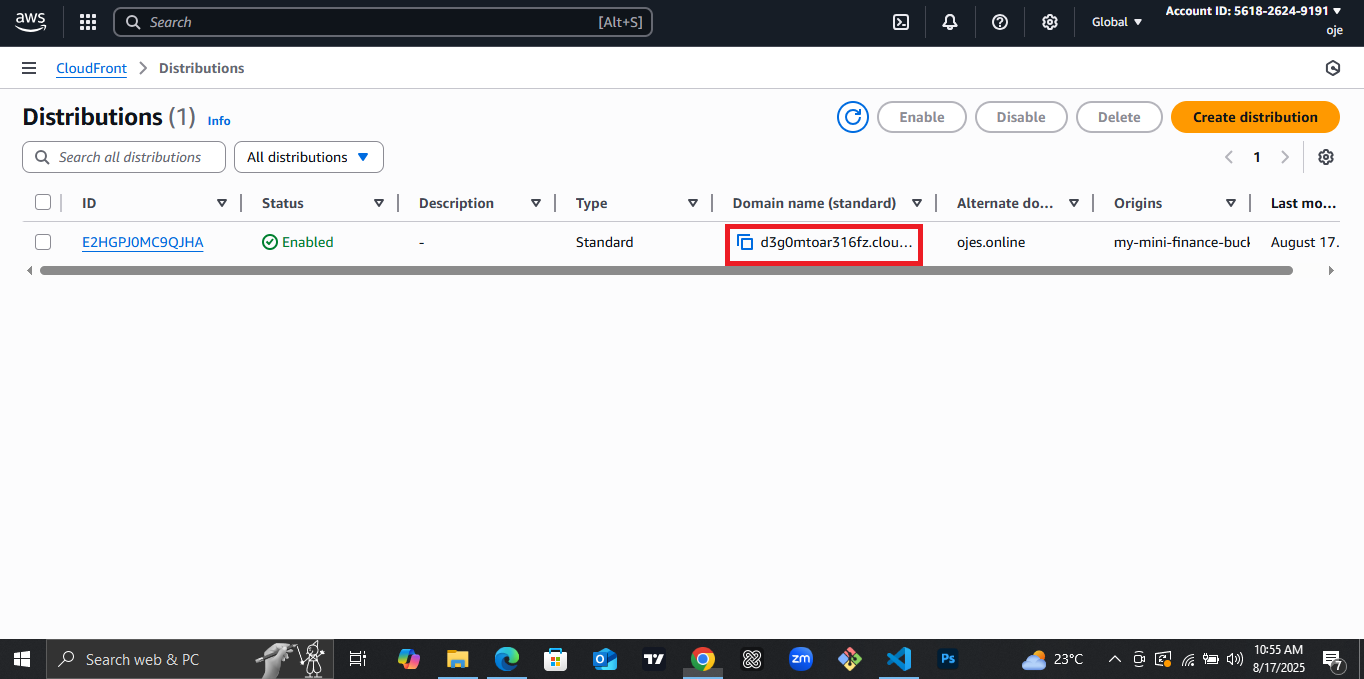 aws Search [Alt+S] Global Account ID: 5618-2624-9191
oje
CloudFront Distributions
Distributions (1) Info Enable Disable Delete Create distribution
Search all distributions All distributions 1
ID Status Description Type Domain name (standard) Alternate do... Origins Last mo...
E2HGPJ0MC9QJHA Enabled - Standard d3g0mtoar316fz.clou... ojes.online my-mini-finance-buck August 17.
Search web & PC zm Ps 23°C 10:55 AM
8/17/2025 7